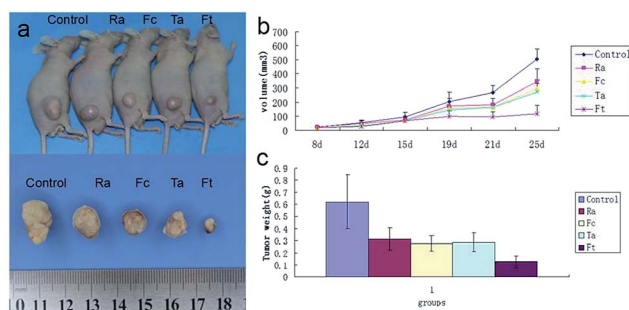 a
Control Ra Fc Ta Ft
Control Ra Fc Ta Ft
10 11 12 13 14 15 16 17 18
b
volume(mm3)
700
600
500
400
300
200
100
0
8d 12d 15d 19d 21d 25d
Control
Ra
Fc
Ta
Ft
c
Tumor weight(g)
0.9
0.8
0.7
0.6
0.5
0.4
0.3
0.2
0.1
0
1
groups
Control
Ra
Fc
Ta
Ft